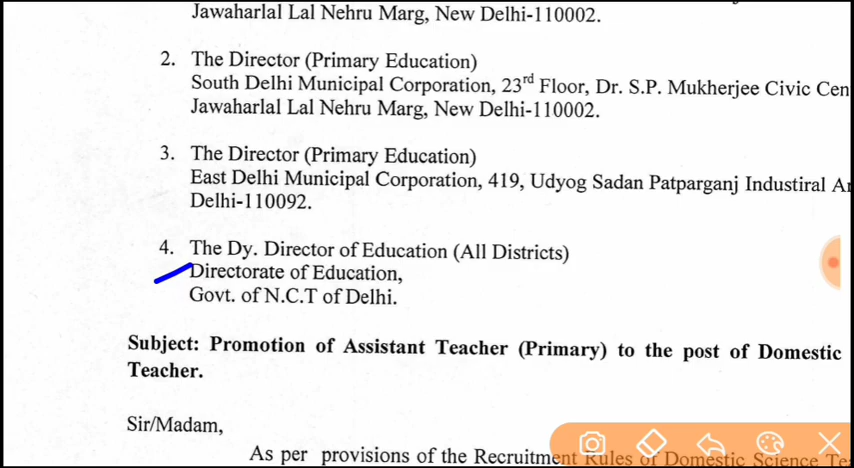 Jawaharlal Lal Nehru Marg, New Delhi-110002.
2. The Director (Primary Education)
South Delhi Municipal Corporation, 23rd Floor, Dr. S.P. Mukherjee Civic Cen
Jawaharlal Lal Nehru Marg, New Delhi-110002.
3. The Director (Primary Education)
East Delhi Municipal Corporation, 419, Udyog Sadan Patparganj Industiral Ar
Delhi-110092.
4. The Dy. Director of Education (All Districts)
Directorate of Education,
Govt. of N.C.T of Delhi.
Subject: Promotion of Assistant Teacher (Primary) to the post of Domestic
Teacher.
Sir/Madam,
As per provisions of the Recruitment Rules of Domestic Science Te